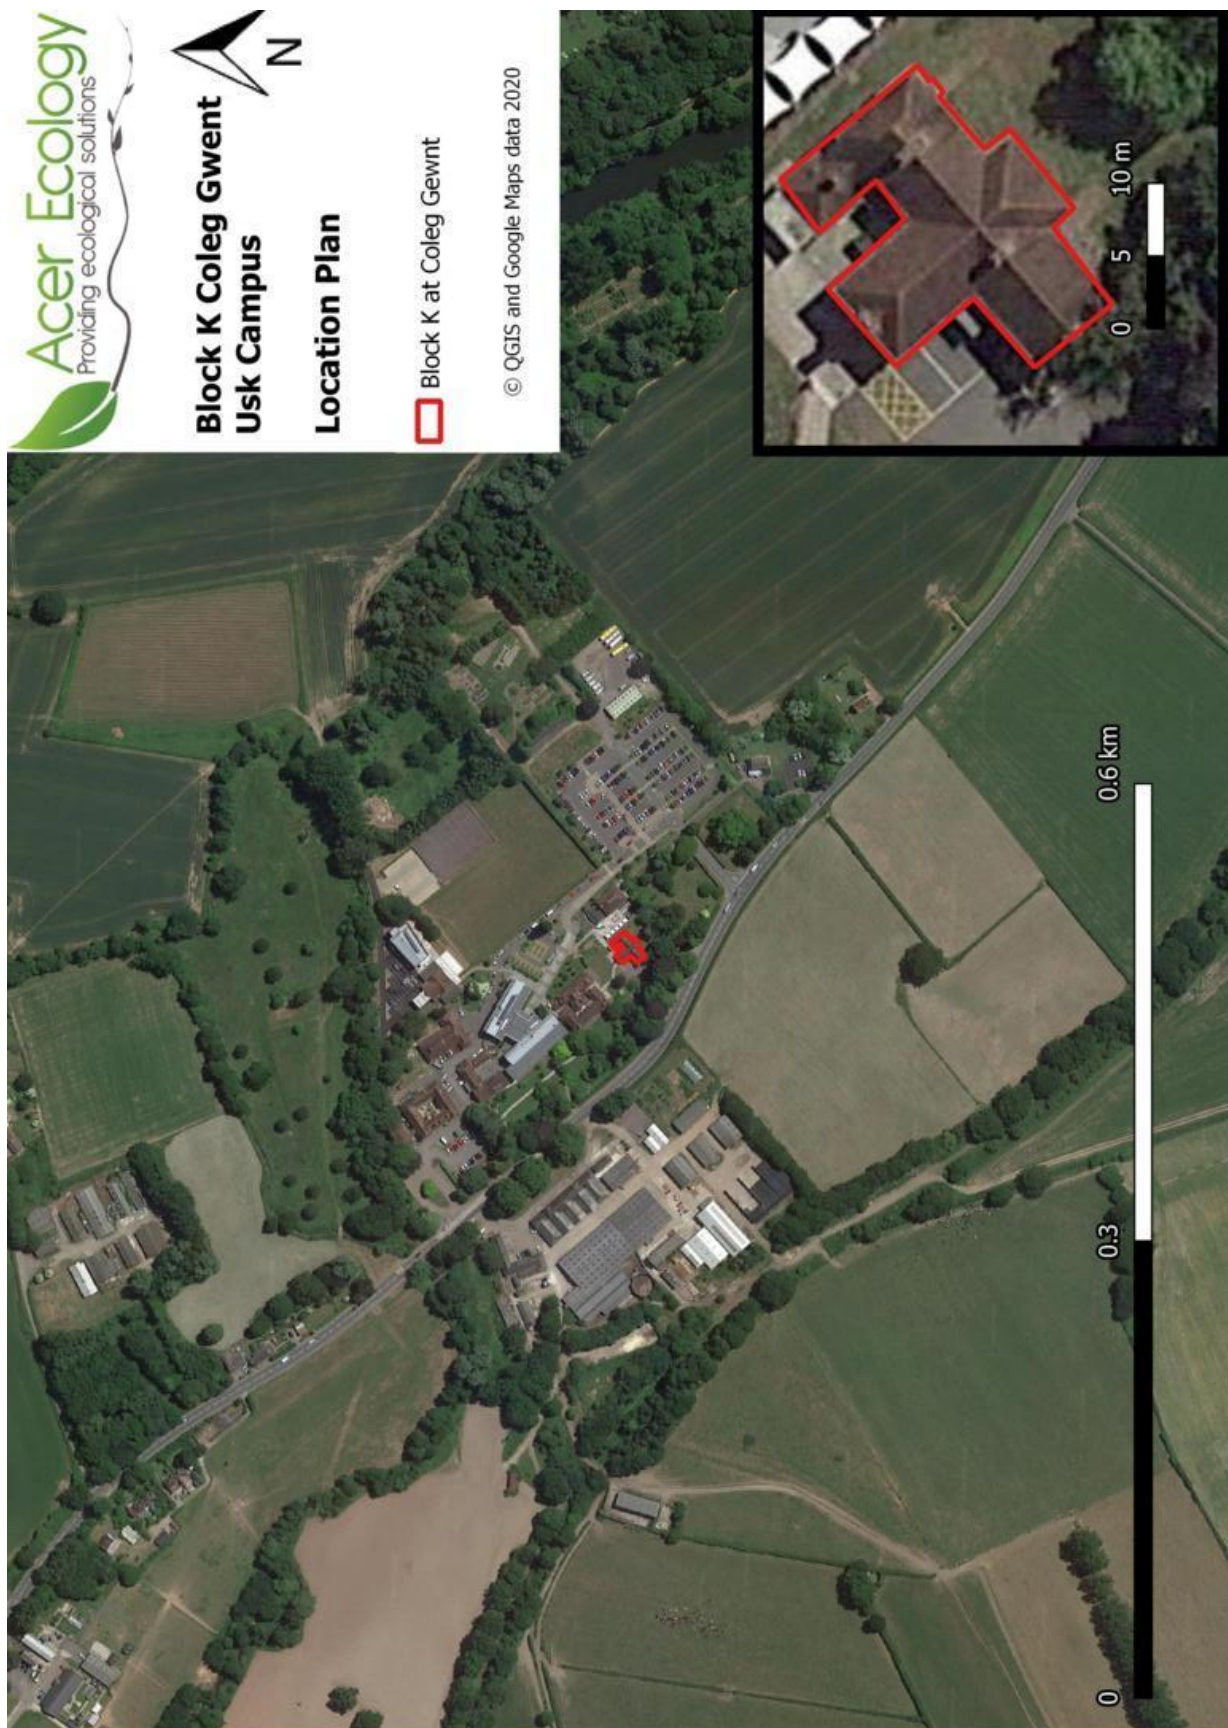 Acer Ecology
Providing ecological solutions
N
Block K Coleg Gwent
Usk Campus
Location Plan
Block K at Coleg Gewnt
© QGIS and Google Maps data 2020
0 5 10 m
0 0.3 0.6 km